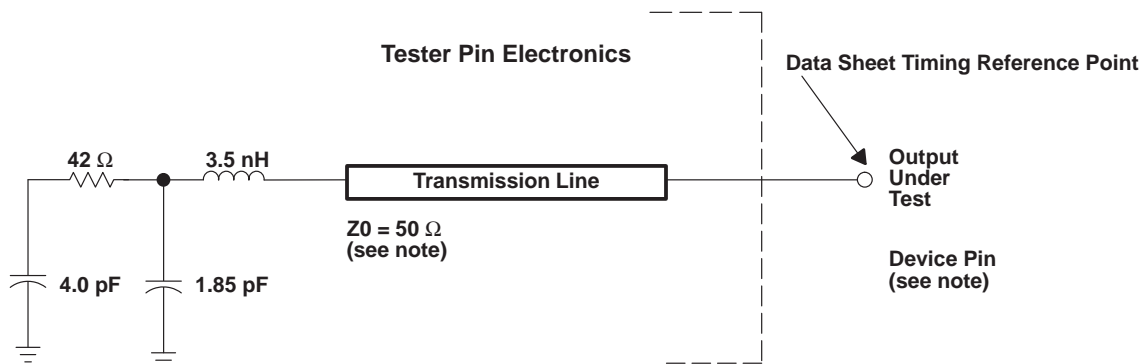 Tester Pin Electronics
Data Sheet Timing Reference Point
42 Ω
3.5 nH
Transmission Line
Output
Under
Test
Z0 = 50 Ω
(see note)
Device Pin
(see note)
4.0 pF
1.85 pF